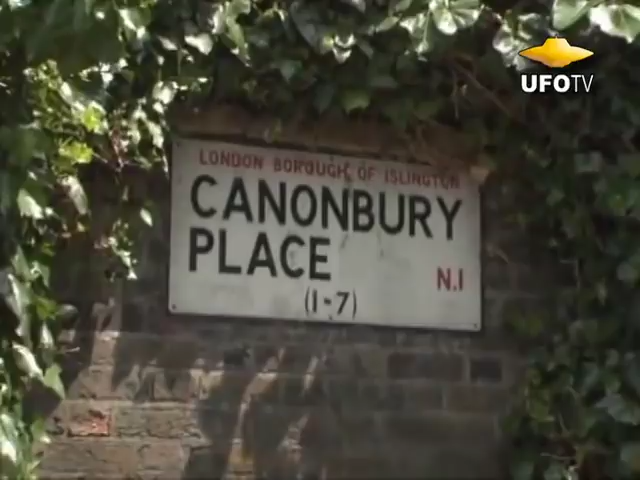 UFOTV
LONDON BOROUGH OF ISLINGTON
CANONBURY
PLACE
N.1
(1-7)